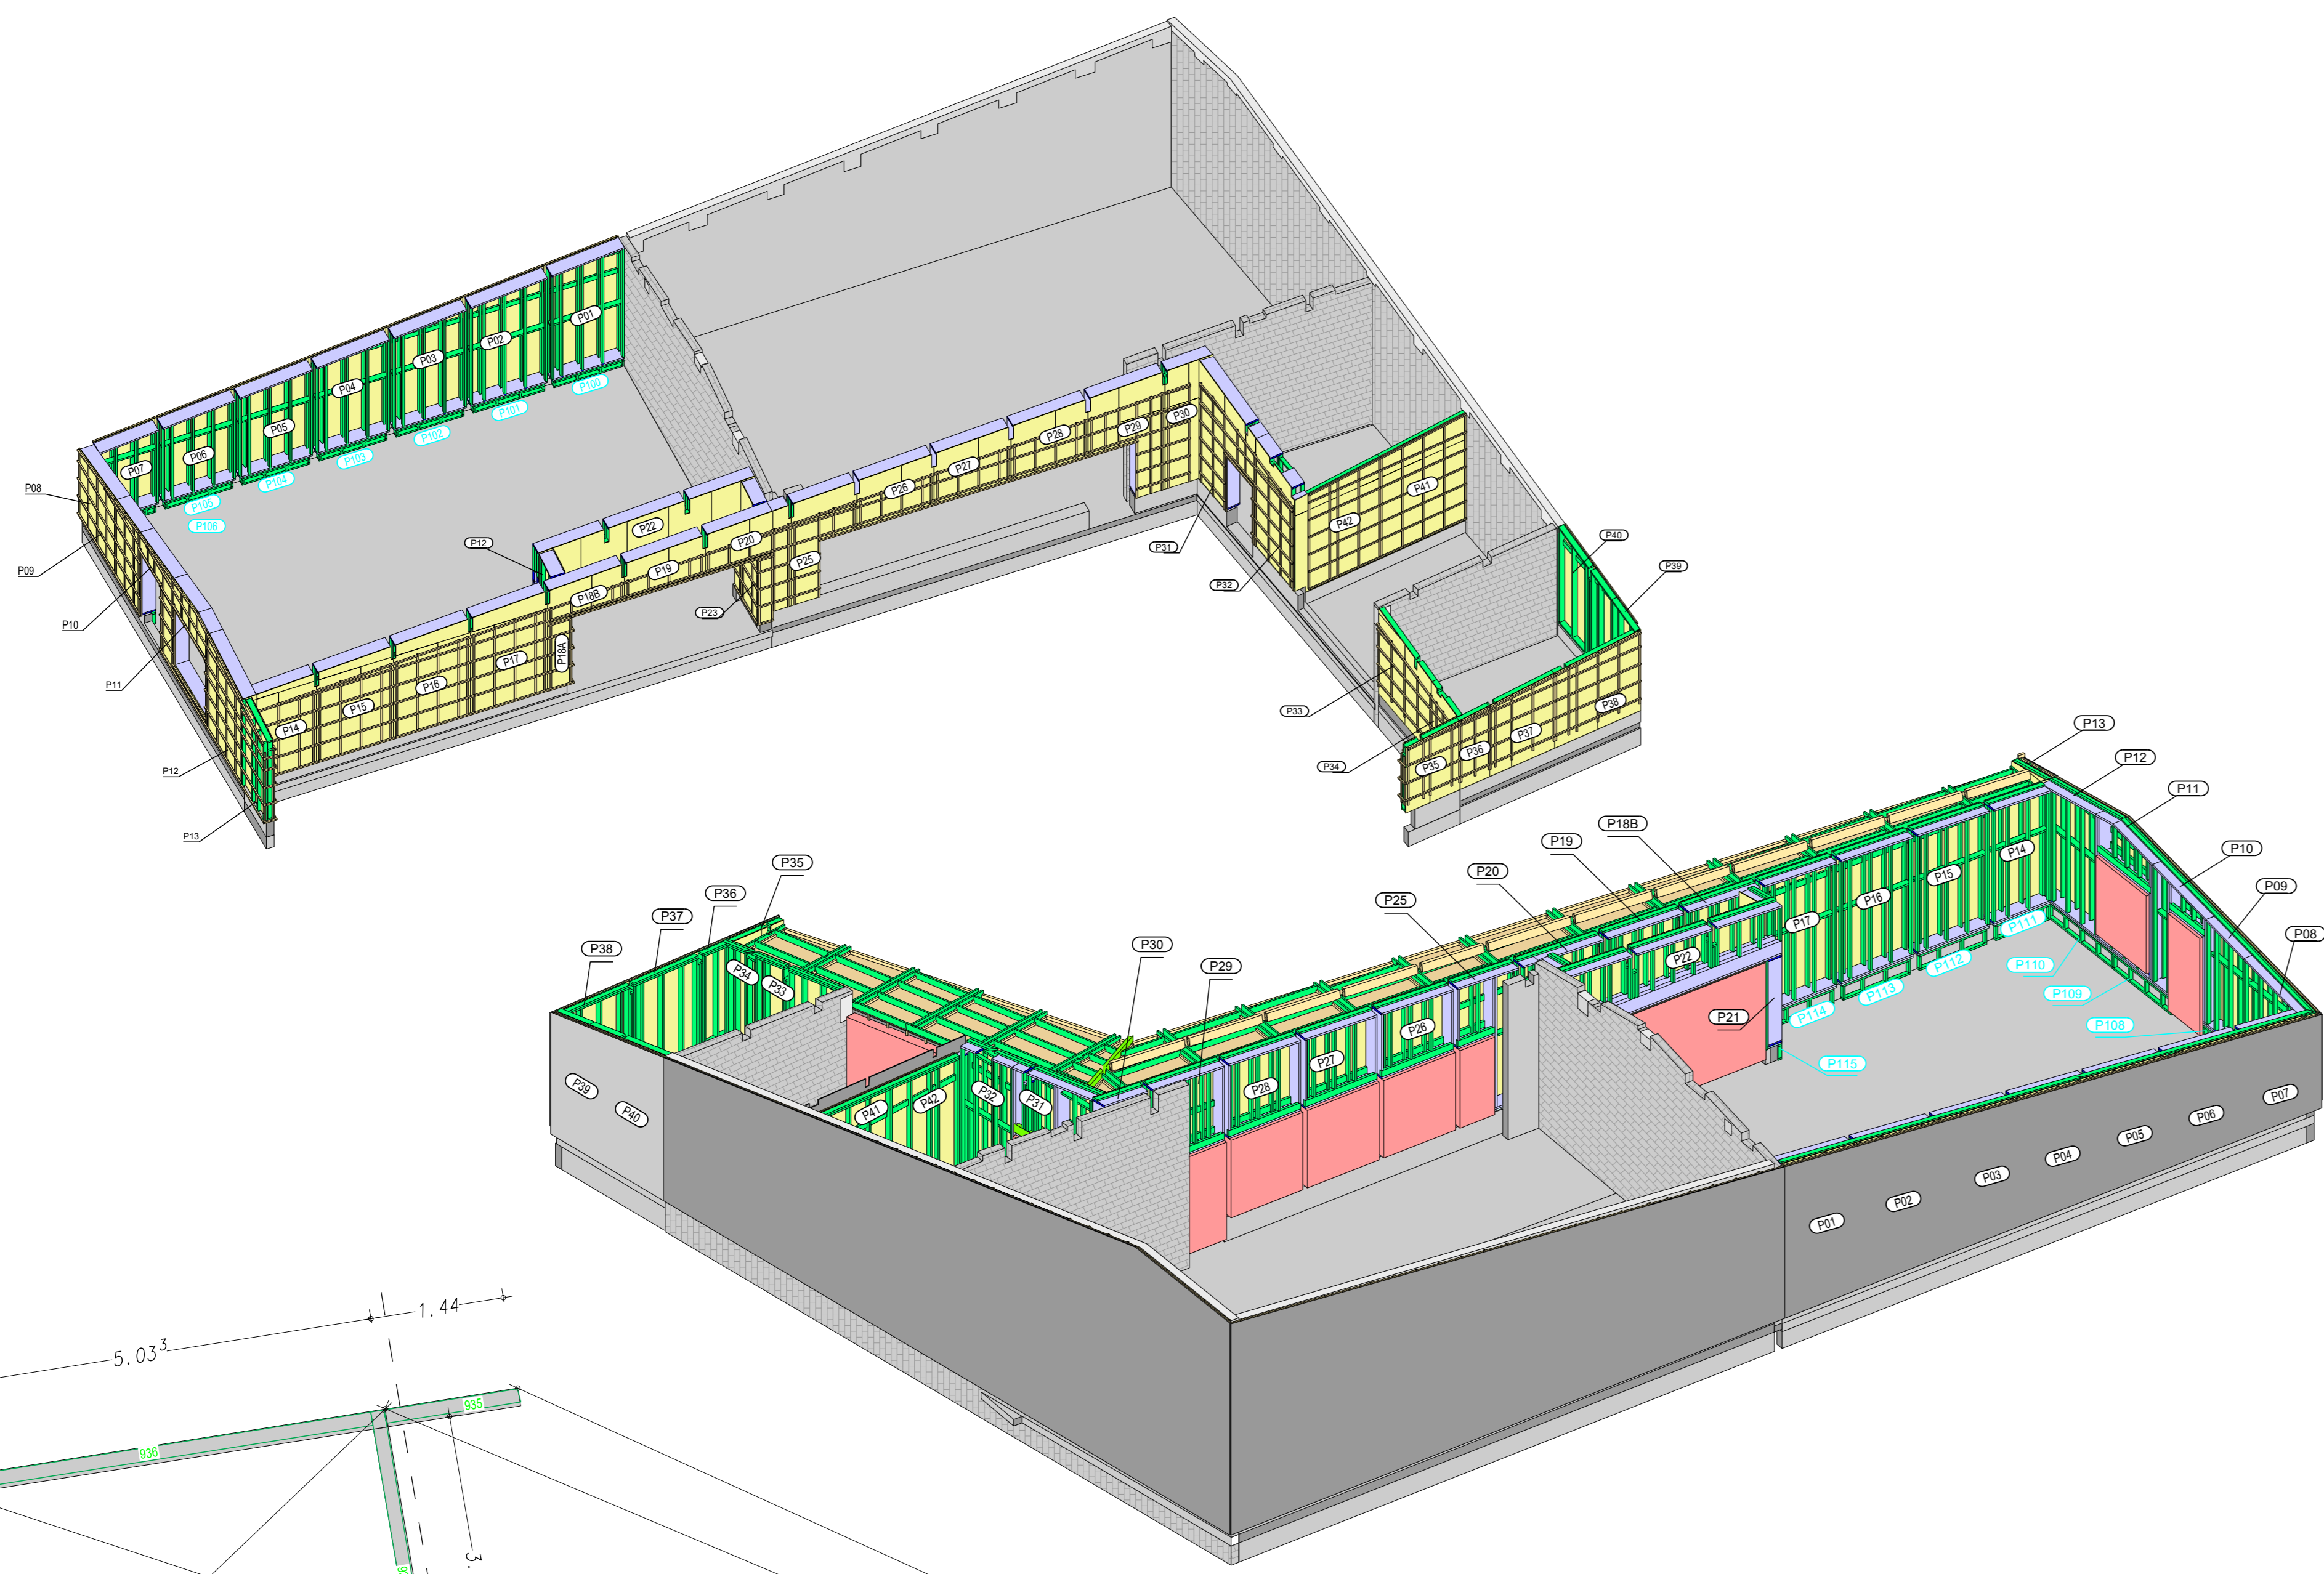 P01
P02
P03
P04
P05
P06
P07
P100
P101
P102
P103
P104
P105
P106
P08
P09
P10
P11
P12
P13
P12
P22
P14
P15
P16
P17
P18A
P18B
P19
P20
P23
P25
P26
P27
P28
P29
P30
P31
P32
P42
P41
P40
P39
P33
P34
P35
P36
P37
P38
P13
P12
P11
P10
P09
P08
P18B
P19
P20
P25
P30
P29
P35
P36
P37
P38
P34
P33
P39
P40
P41
P42
P32
P31
P28
P27
P26
P22
P21
P17
P16
P15
P14
P111
P112
P113
P114
P115
P110
P109
P108
P01
P02
P03
P04
P05
P06
P07
1.44
5.03³
935
936
3.